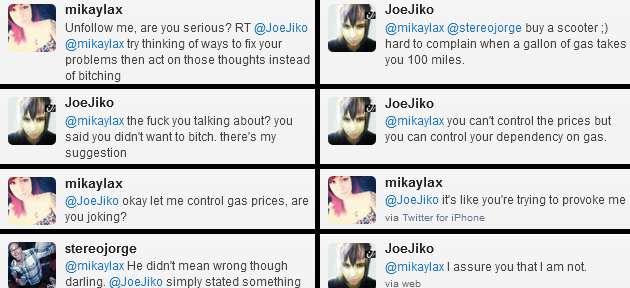 mikaylax
Unfollow me, are you serious? RT @JoeJiko
@mikaylax try thinking of ways to fix your
problems then act on those thoughts instead
of bitching
JoeJiko
@mikaylax the fuck you talking about? you
said you didn't want to bitch. there's my
suggestion
mikaylax
@JoeJiko okay let me control gas prices, are
you joking?
stereojorge
@mikaylax He didn't mean wrong though
darling. @JoeJiko simply stated something
JoeJiko
@mikaylax @stereojorge buy a scooter ;)
hard to complain when a gallon of gas takes
you 100 miles.
JoeJiko
@mikaylax you can't control the prices but
you can control your dependency on gas.
mikaylax
@JoeJiko it's like you're trying to provoke me
via Twitter for iPhone
JoeJiko
@mikaylax I assure you that I am not.
via web